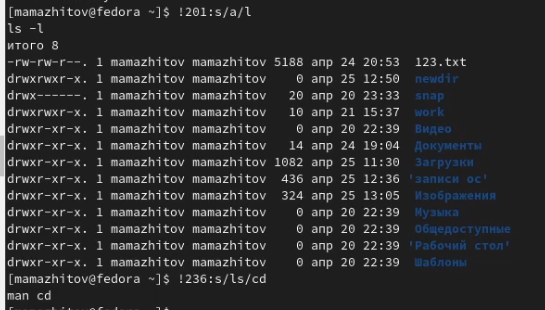 [mamazhitov@fedora ~]$ !201:s/a/l
ls -l
итого 8
-rw-rw-r--. 1 mamazhitov mamazhitov 5188 апр 24 20:53  123.txt
drwxrwxr-x. 1 mamazhitov mamazhitov    0 апр 25 12:50  newdir
drwx------. 1 mamazhitov mamazhitov   20 апр 20 23:33  snap
drwxrwxr-x. 1 mamazhitov mamazhitov   10 апр 21 15:37  work
drwxr-xr-x. 1 mamazhitov mamazhitov    0 апр 20 22:39  Видео
drwxr-xr-x. 1 mamazhitov mamazhitov   14 апр 24 19:04  Документы
drwxr-xr-x. 1 mamazhitov mamazhitov 1082 апр 25 11:30  Загрузки
drwxr-xr-x. 1 mamazhitov mamazhitov  436 апр 25 12:36 'записи ос'
drwxr-xr-x. 1 mamazhitov mamazhitov  324 апр 25 13:05  Изображения
drwxr-xr-x. 1 mamazhitov mamazhitov    0 апр 20 22:39  Музыка
drwxr-xr-x. 1 mamazhitov mamazhitov    0 апр 20 22:39  Общедоступные
drwxr-xr-x. 1 mamazhitov mamazhitov    0 апр 20 22:39 'Рабочий стол'
drwxr-xr-x. 1 mamazhitov mamazhitov    0 апр 20 22:39  Шаблоны
[mamazhitov@fedora ~]$ !236:s/ls/cd
man cd